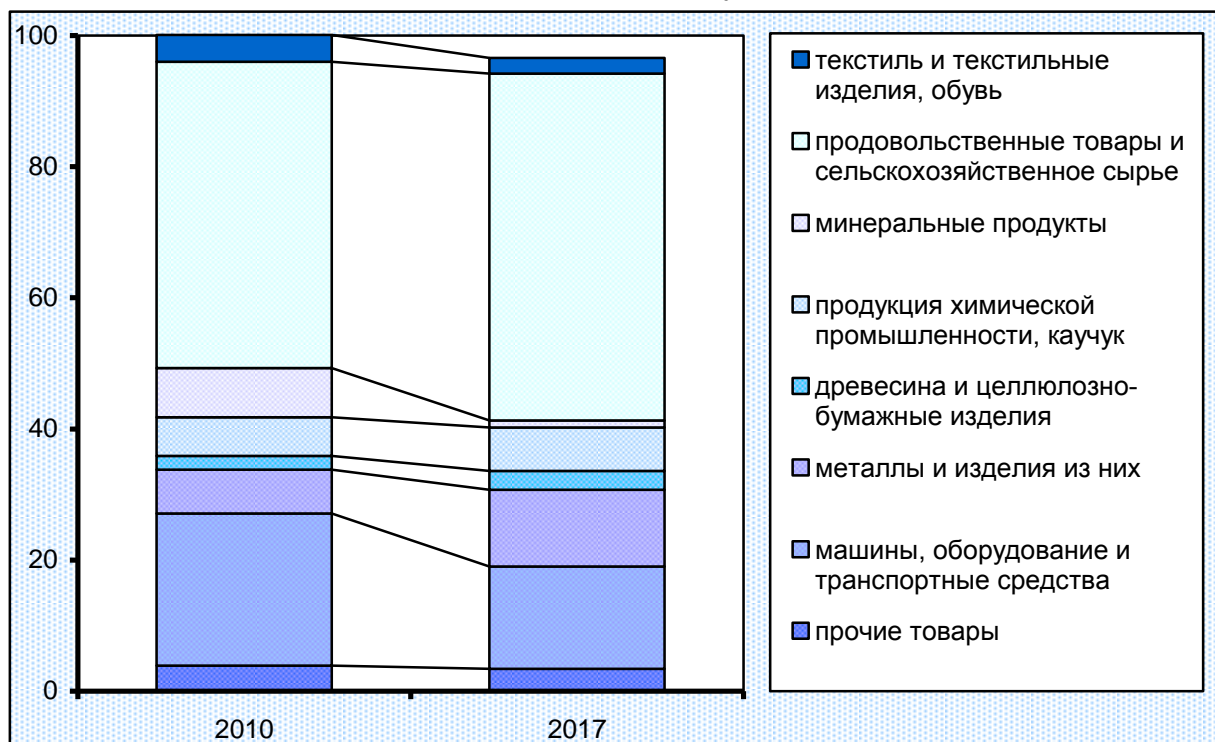 100
80
60
40
20
0
2010
2017
текстиль и текстильные
изделия, обувь
продовольственные товары и
сельскохозяйственное сырье
минеральные продукты
продукция химической
промышленности, каучук
древесина и целлюлозно-
бумажные изделия
металлы и изделия из них
машины, оборудование и
транспортные средства
прочие товары